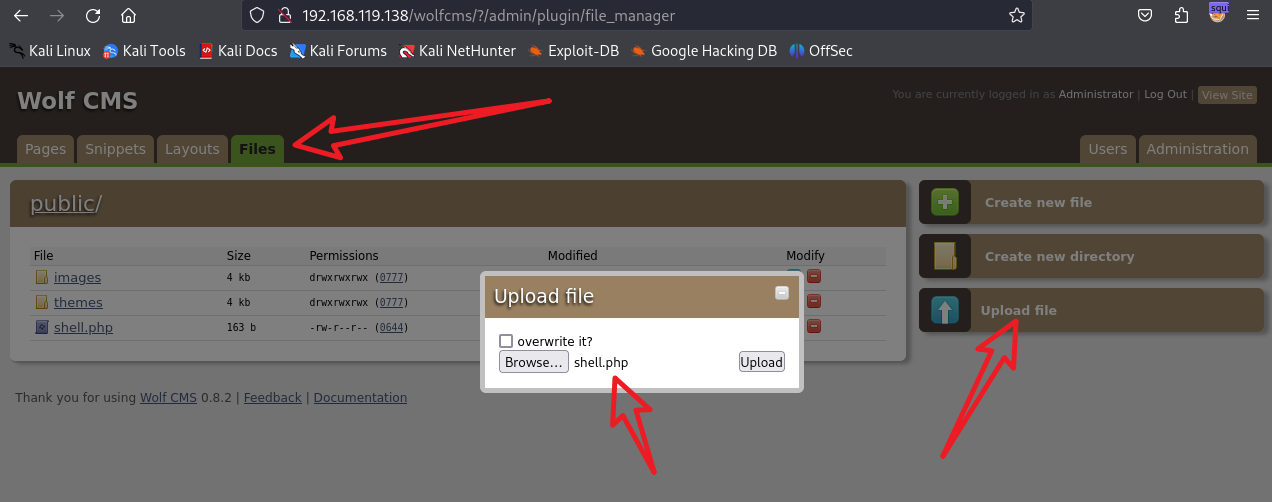 squi
192.168.119.138/wolfcms/?/admin/plugin/file_manager
Kali Linux Kali Tools Kali Docs Kali Forums Kali NetHunter Exploit-DB Google Hacking DB OffSec
Wolf CMS
You are currently logged in as Administrator | Log Out | View Site
Pages Snippets Layouts Files Users Administration
public/
File Size Permissions Modified Modify
images 4 kb drwxrwxrwx (0777)
themes 4 kb drwxrwxrwx (0777)
shell.php 163 b -rw-r--r-- (0644)
Upload file
overwrite it?
Browse... shell.php Upload
Create new file
Create new directory
Upload file
Thank you for using Wolf CMS 0.8.2 | Feedback | Documentation